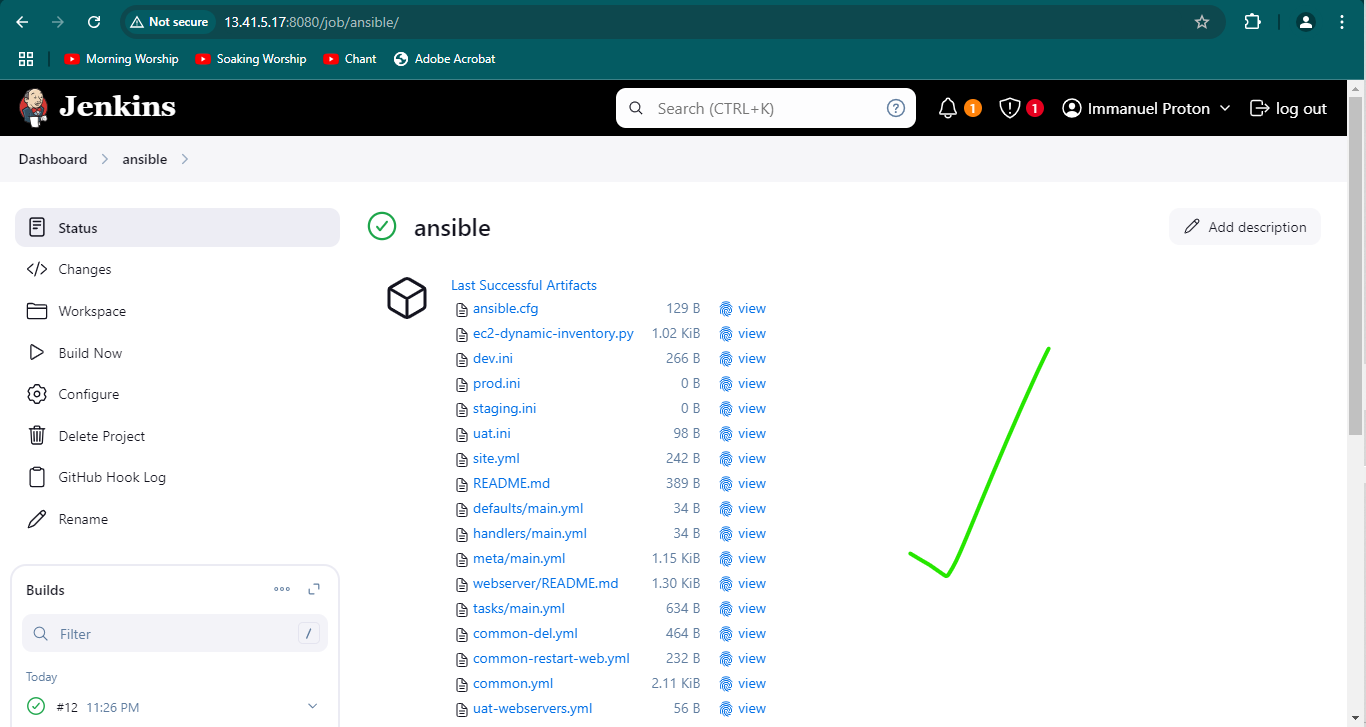 Not secure 13.41.5.17:8080/job/ansible/
Morning Worship Soaking Worship Chant Adobe Acrobat
Jenkins Search (CTRL+K) ? 1 1 Immanuel Proton log out
Dashboard ansible
Status
Changes
Workspace
Build Now
Configure
Delete Project
GitHub Hook Log
Rename
Builds
Filter /
Today
#12 11:26 PM
ansible
Add description
Last Successful Artifacts
ansible.cfg 129 B view
ec2-dynamic-inventory.py 1.02 KiB view
dev.ini 266 B view
prod.ini 0 B view
staging.ini 0 B view
uat.ini 98 B view
site.yml 242 B view
README.md 389 B view
defaults/main.yml 34 B view
handlers/main.yml 34 B view
meta/main.yml 1.15 KiB view
webserver/README.md 1.30 KiB view
tasks/main.yml 634 B view
common-del.yml 464 B view
common-restart-web.yml 232 B view
common.yml 2.11 KiB view
uat-webservers.yml 56 B view